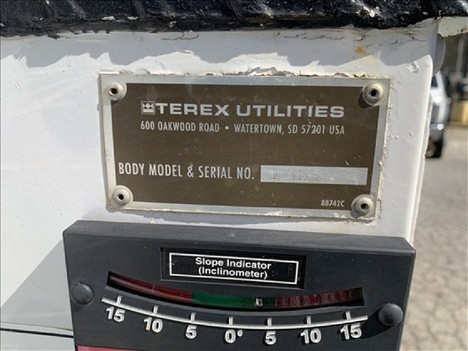 TEREX UTILITIES
600 OAKWOOD ROAD • WATERTOWN, SD 57201 USA
BODY MODEL & SERIAL NO.
88742C
Slope Indicator
(Inclinometer)
15 10 5 0° 5 10 15